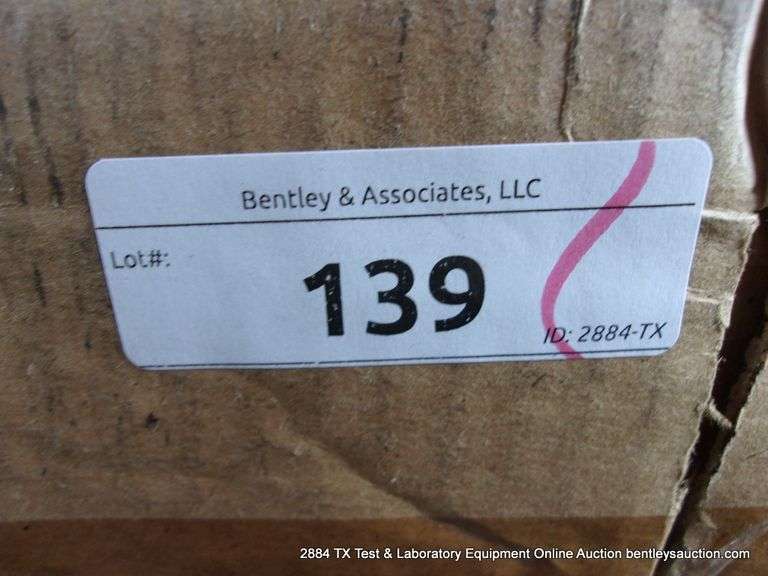 Bentley & Associates, LLC
Lot#:
139
ID: 2884-TX
2884 TX Test & Laboratory Equipment Online Auction bentleysauction.com